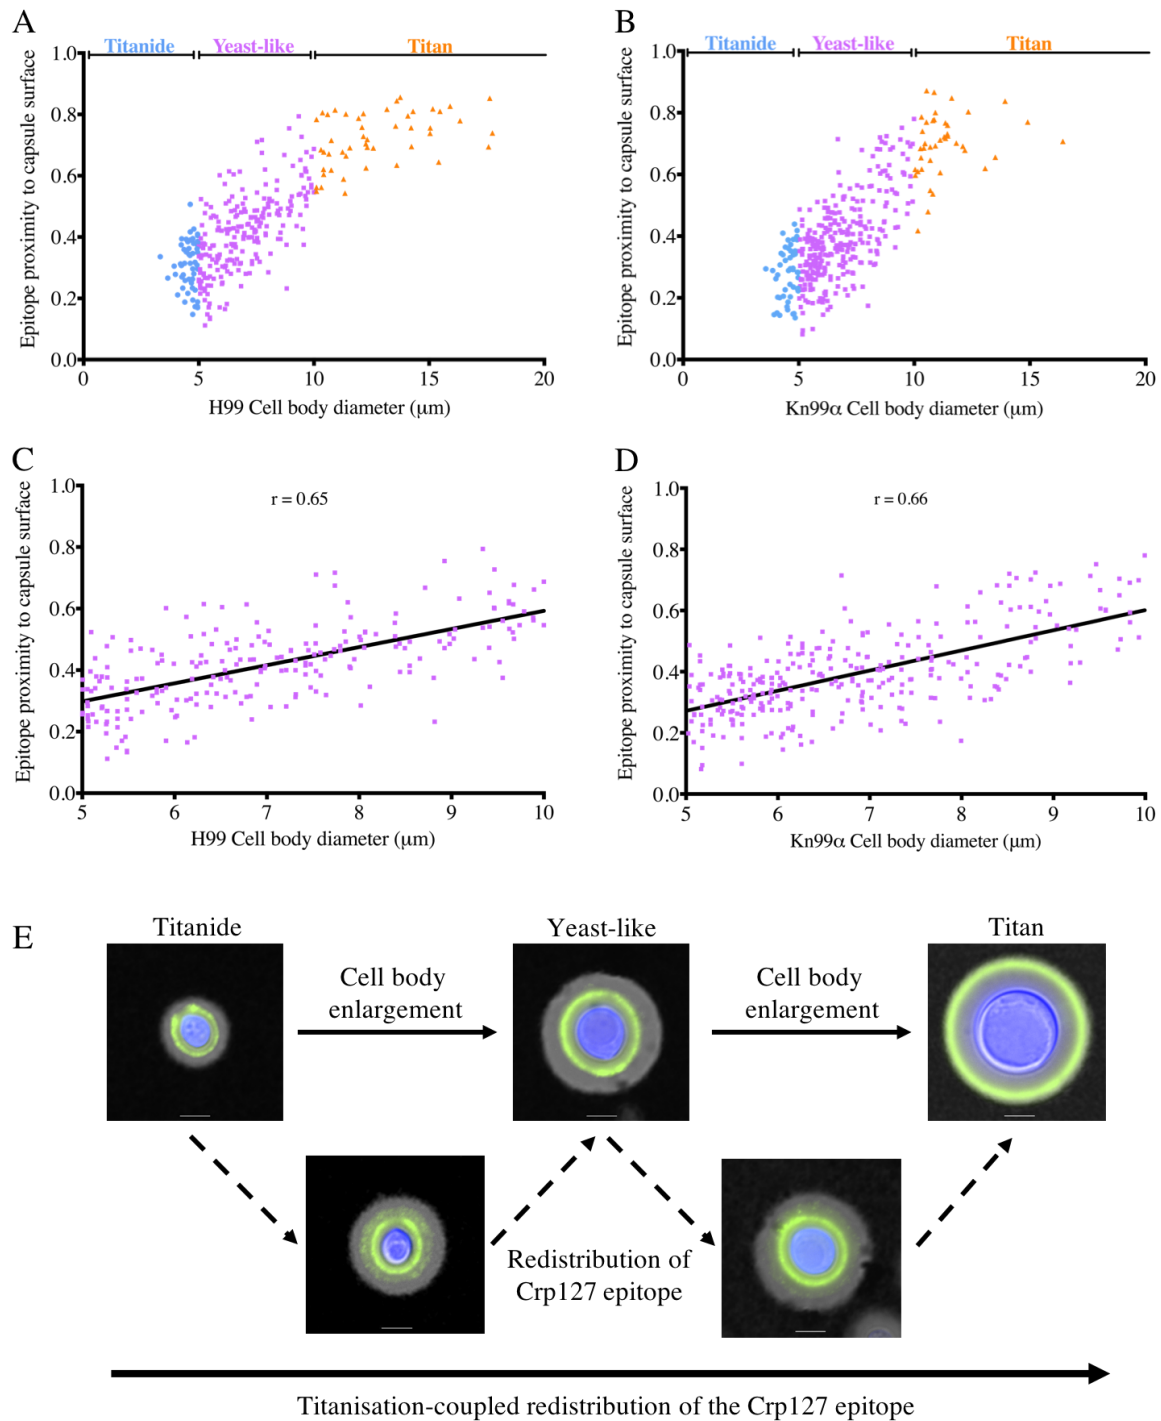 A
Titanide Yeast-like Titan
Epitope proximity to capsule surface
1.0
0.8
0.6
0.4
0.2
0.0
0 5 10 15 20
H99 Cell body diameter (μm)
B
Titanide Yeast-like Titan
Epitope proximity to capsule surface
1.0
0.8
0.6
0.4
0.2
0.0
0 5 10 15 20
Kn99α Cell body diameter (μm)
C
r = 0.65
Epitope proximity to capsule surface
1.0
0.8
0.6
0.4
0.2
0.0
5 6 7 8 9 10
H99 Cell body diameter (μm)
D
r = 0.66
Epitope proximity to capsule surface
1.0
0.8
0.6
0.4
0.2
0.0
5 6 7 8 9 10
Kn99α Cell body diameter (μm)
E
Titanide
Yeast-like
Titan
Cell body
enlargement
Cell body
enlargement
Redistribution of
Crp127 epitope
Titanisation-coupled redistribution of the Crp127 epitope